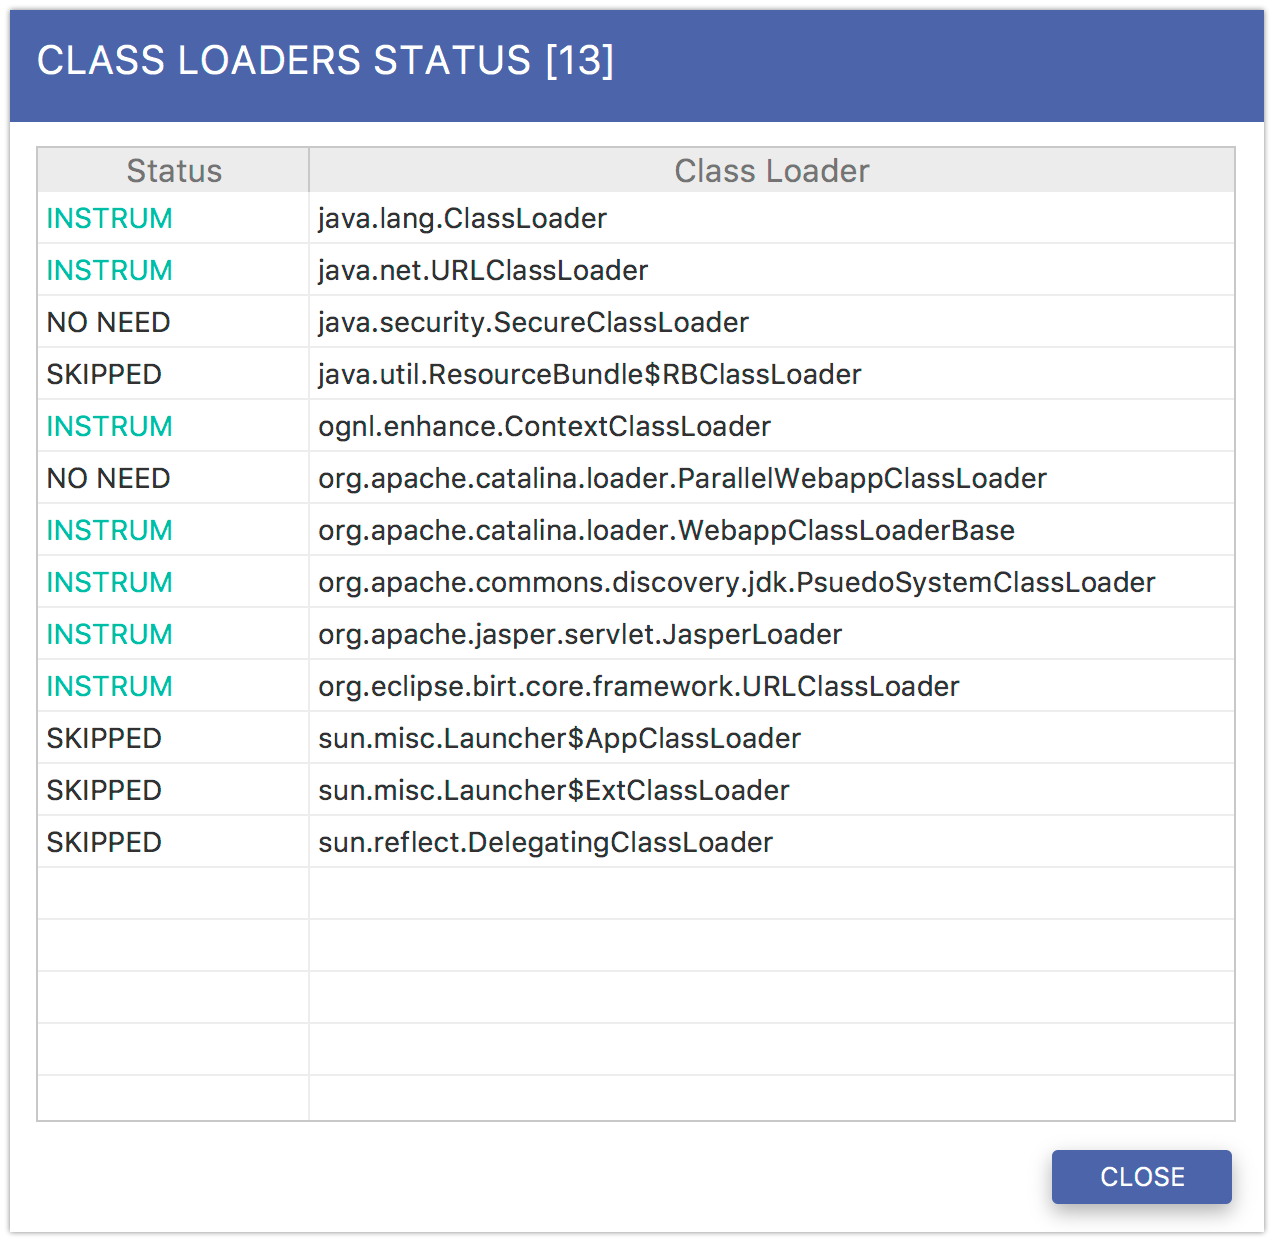 CLASS LOADERS STATUS [13]
Status Class Loader
INSTRUM java.lang.ClassLoader
INSTRUM java.net.URLClassLoader
NO NEED java.security.SecureClassLoader
SKIPPED java.util.ResourceBundle$RBClassLoader
INSTRUM ognl.enhance.ContextClassLoader
NO NEED org.apache.catalina.loader.ParallelWebappClassLoader
INSTRUM org.apache.catalina.loader.WebappClassLoaderBase
INSTRUM org.apache.commons.discovery.jdk.PsuedoSystemClassLoader
INSTRUM org.apache.jasper.servlet.JasperLoader
INSTRUM org.eclipse.birt.core.framework.URLClassLoader
SKIPPED sun.misc.Launcher$AppClassLoader
SKIPPED sun.misc.Launcher$ExtClassLoader
SKIPPED sun.reflect.DelegatingClassLoader
CLOSE